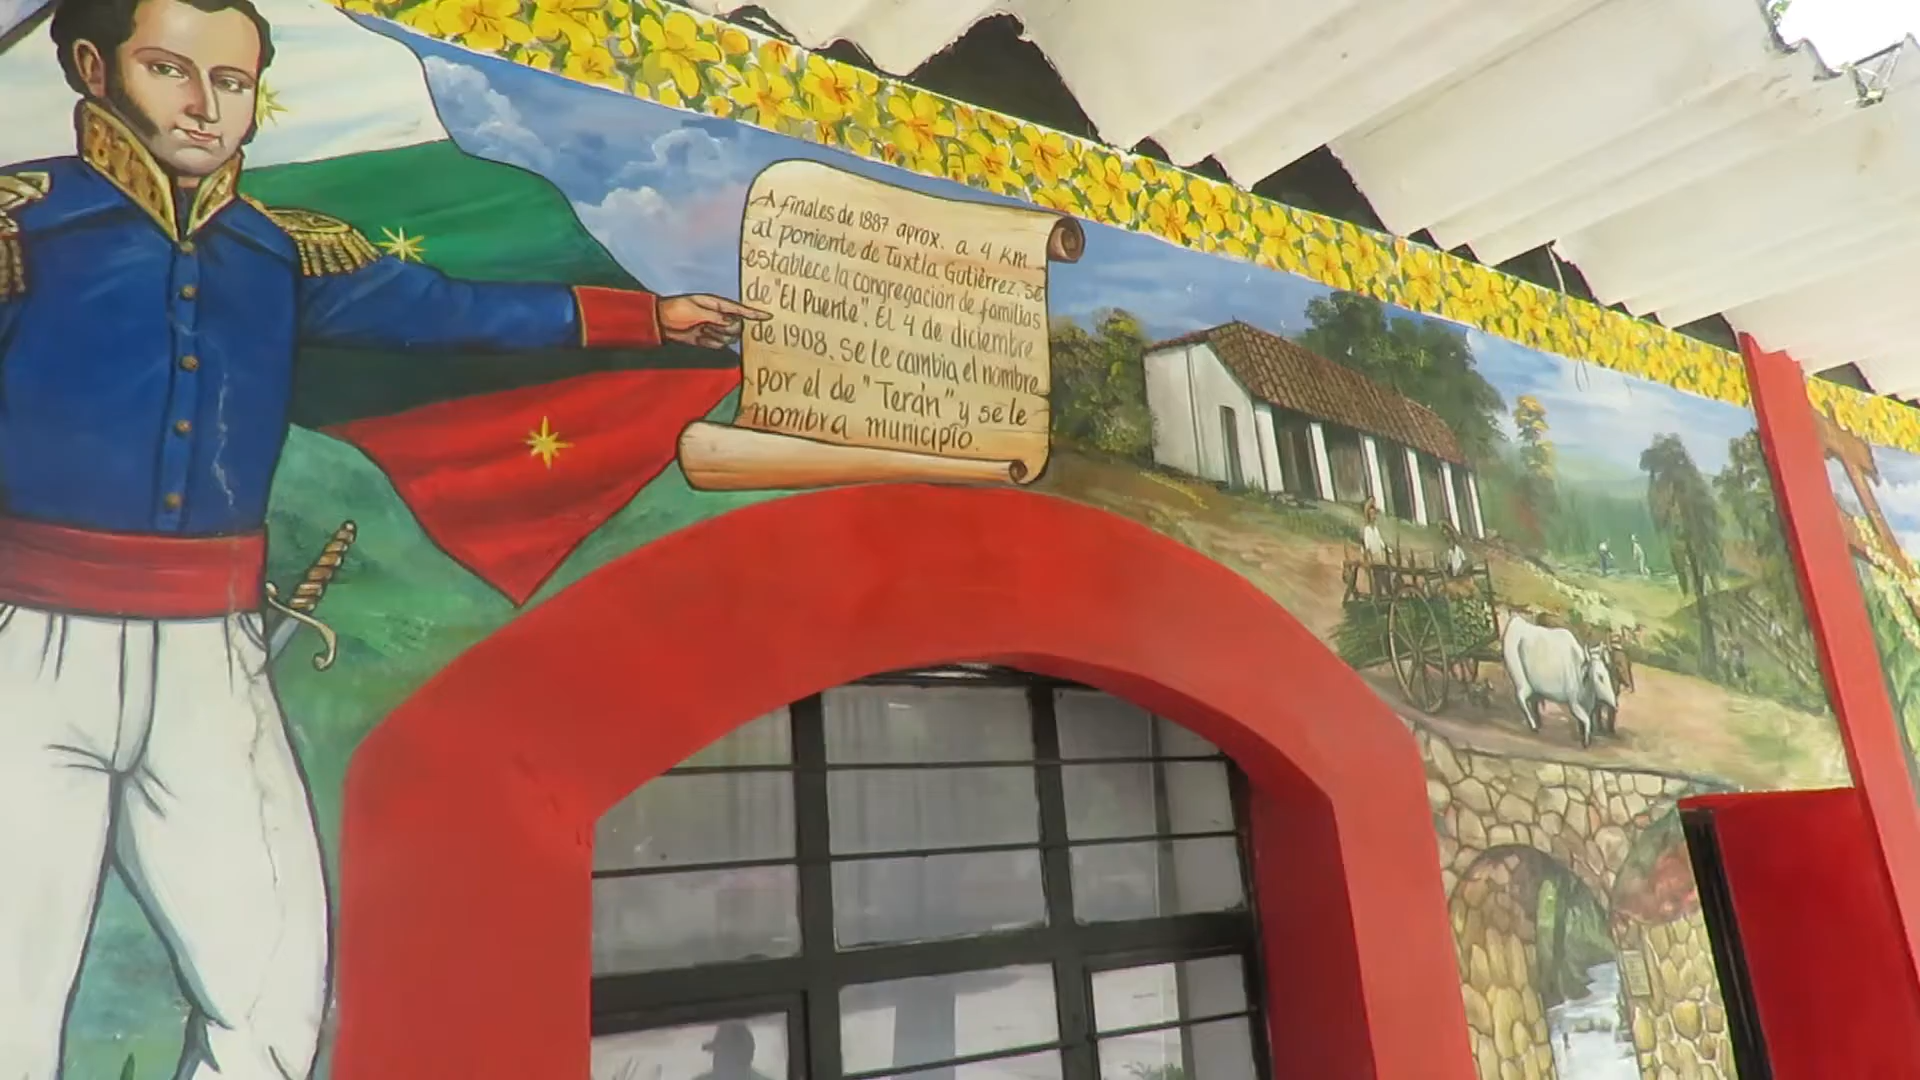 A finales de 1887 aprox. a 4 km
al poniente de Tuxtla Gutiérrez. se
establece la congregación de familias
de "El Puente". El 4 de diciembre
de 1908. se le cambia el nombre
por el de "Terán" y se le
nombra municipio.